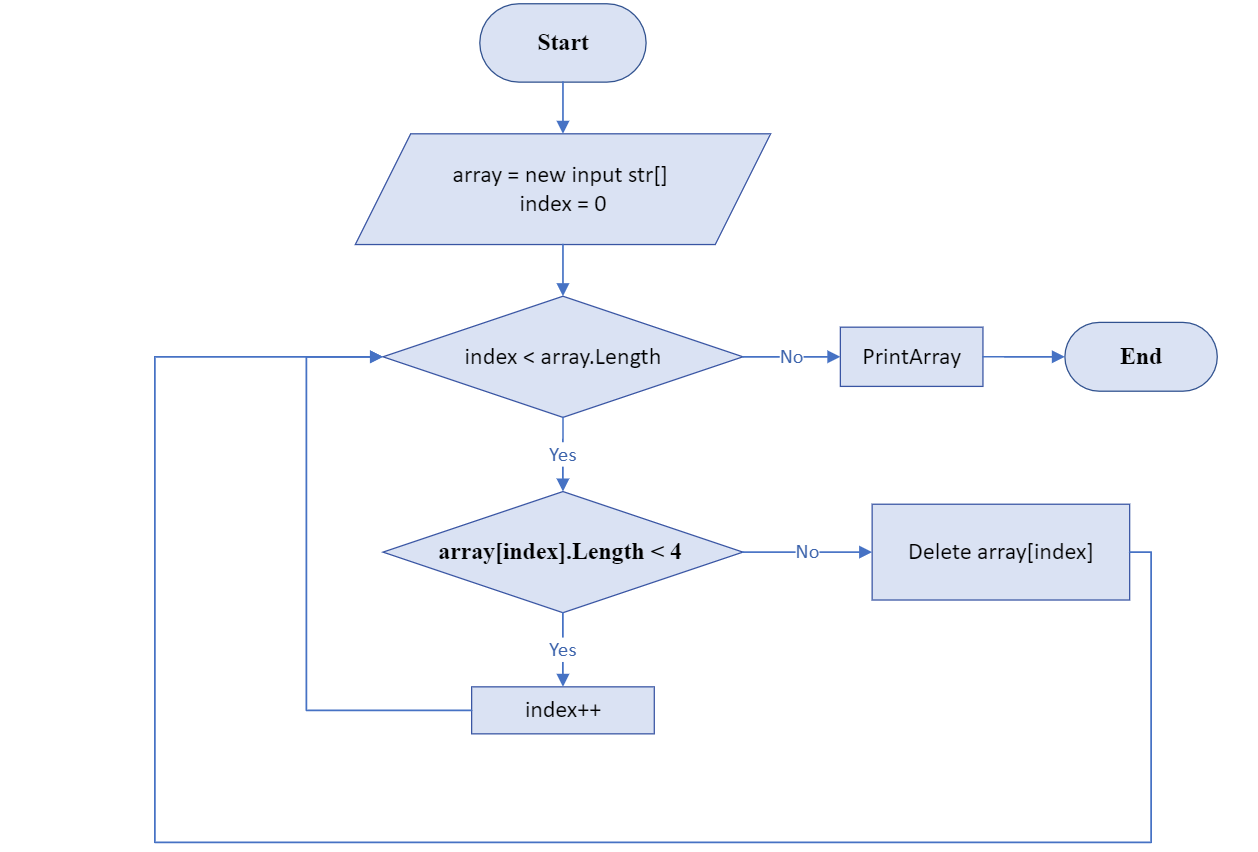 Start
array = new input str[]
index = 0
index < array.Length
No
PrintArray
End
Yes
array[index].Length < 4
No
Delete array[index]
Yes
index++